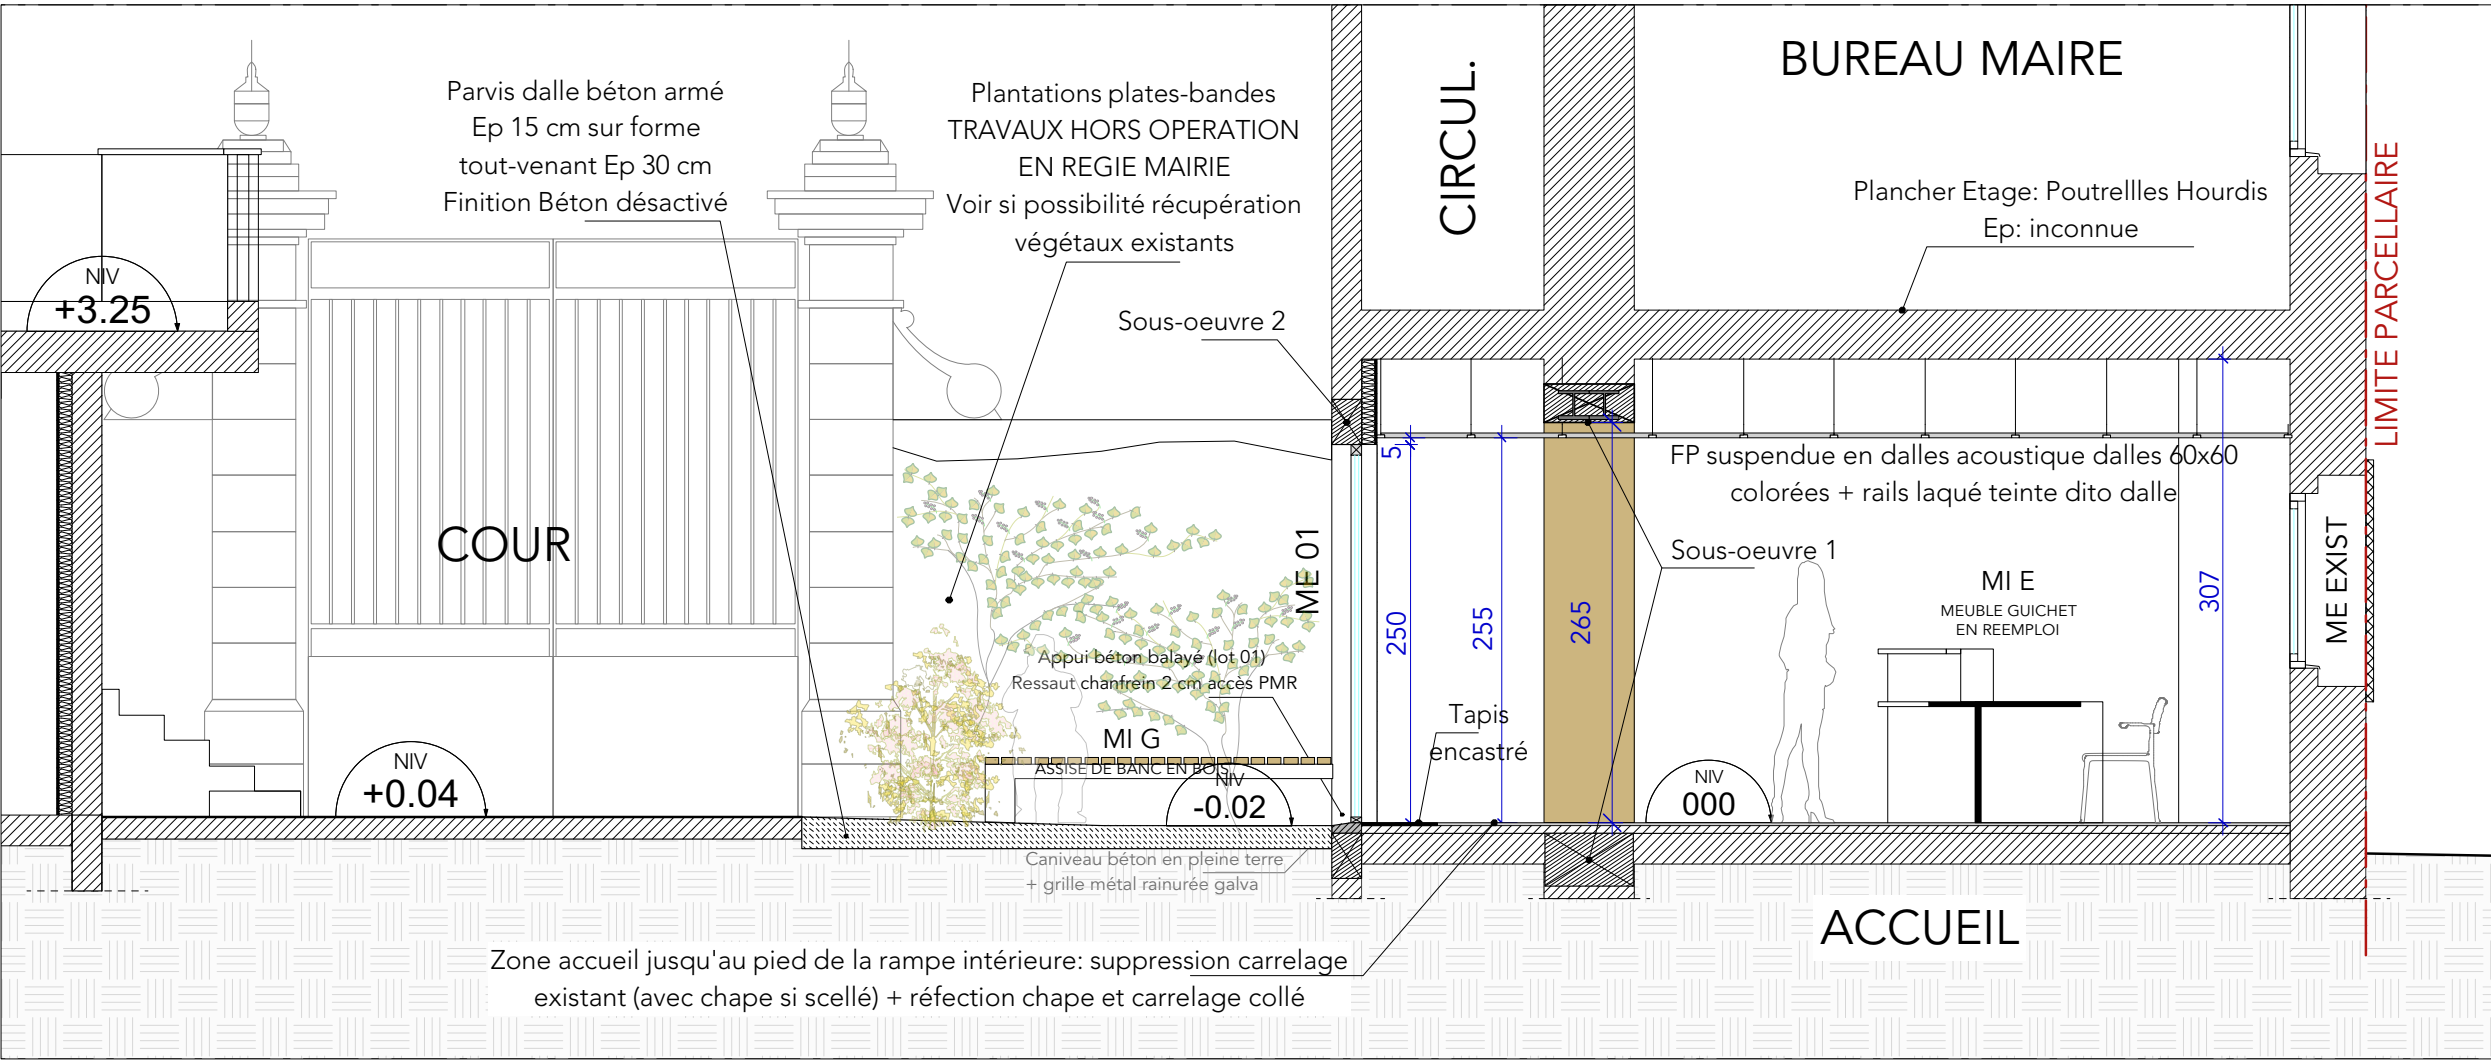 BUREAU MAIRE
CIRCUL.
Parvis dalle béton armé
Ep 15 cm sur forme
tout-venant Ep 30 cm
Finition Béton désactivé
Plantations plates-bandes
TRAVAUX HORS OPERATION
EN REGIE MAIRIE
Voir si possibilité récupération
végétaux existants
Plancher Etage: Poutrellles Hourdis
Ep: inconnue
LIMITE PARCELLAIRE
NIV
+3.25
Sous-oeuvre 2
5
FP suspendue en dalles acoustique dalles 60x60
colorées + rails laqué teinte dito dalle
COUR
ME 01
Sous-oeuvre 1
ME EXIST
MI E
MEUBLE GUICHET
EN REEMPLOI
250
255
265
307
Appui béton balayé (lot 01)
Ressaut chanfrein 2 cm accès PMR
Tapis
encastré
MI G
ASSISE DE BANC EN BOIS
NIV
+0.04
NIV
-0.02
NIV
000
Caniveau béton en pleine terre
+ grille métal rainurée galva
ACCUEIL
Zone accueil jusqu'au pied de la rampe intérieure: suppression carrelage
existant (avec chape si scellé) + réfection chape et carrelage collé